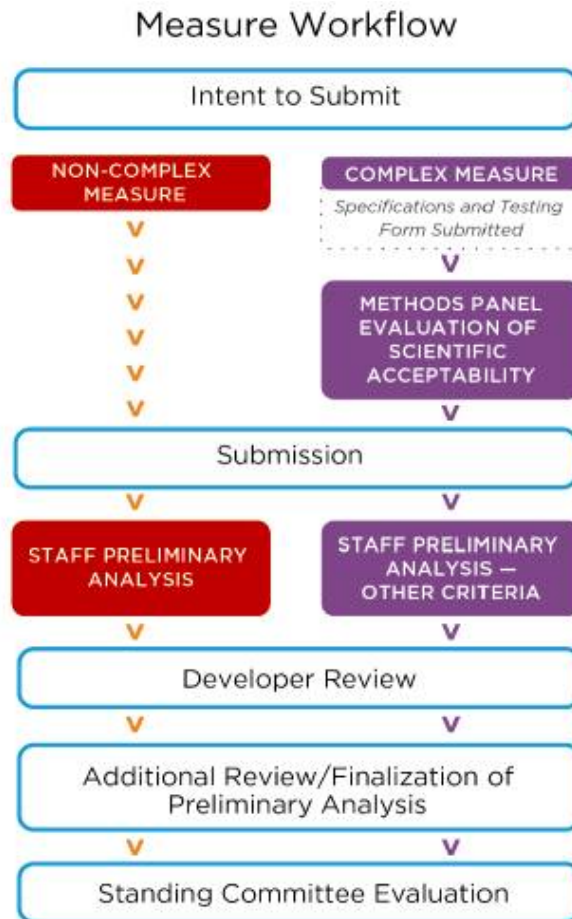 Measure Workflow
Intent to Submit
NON-COMPLEX
MEASURE
COMPLEX MEASURE
Specifications and Testing
Form Submitted
METHODS PANEL
EVALUATION OF
SCIENTIFIC
ACCEPTABILITY
Submission
STAFF PRELIMINARY
ANALYSIS
STAFF PRELIMINARY
ANALYSIS —
OTHER CRITERIA
Developer Review
Additional Review/Finalization of
Preliminary Analysis
Standing Committee Evaluation